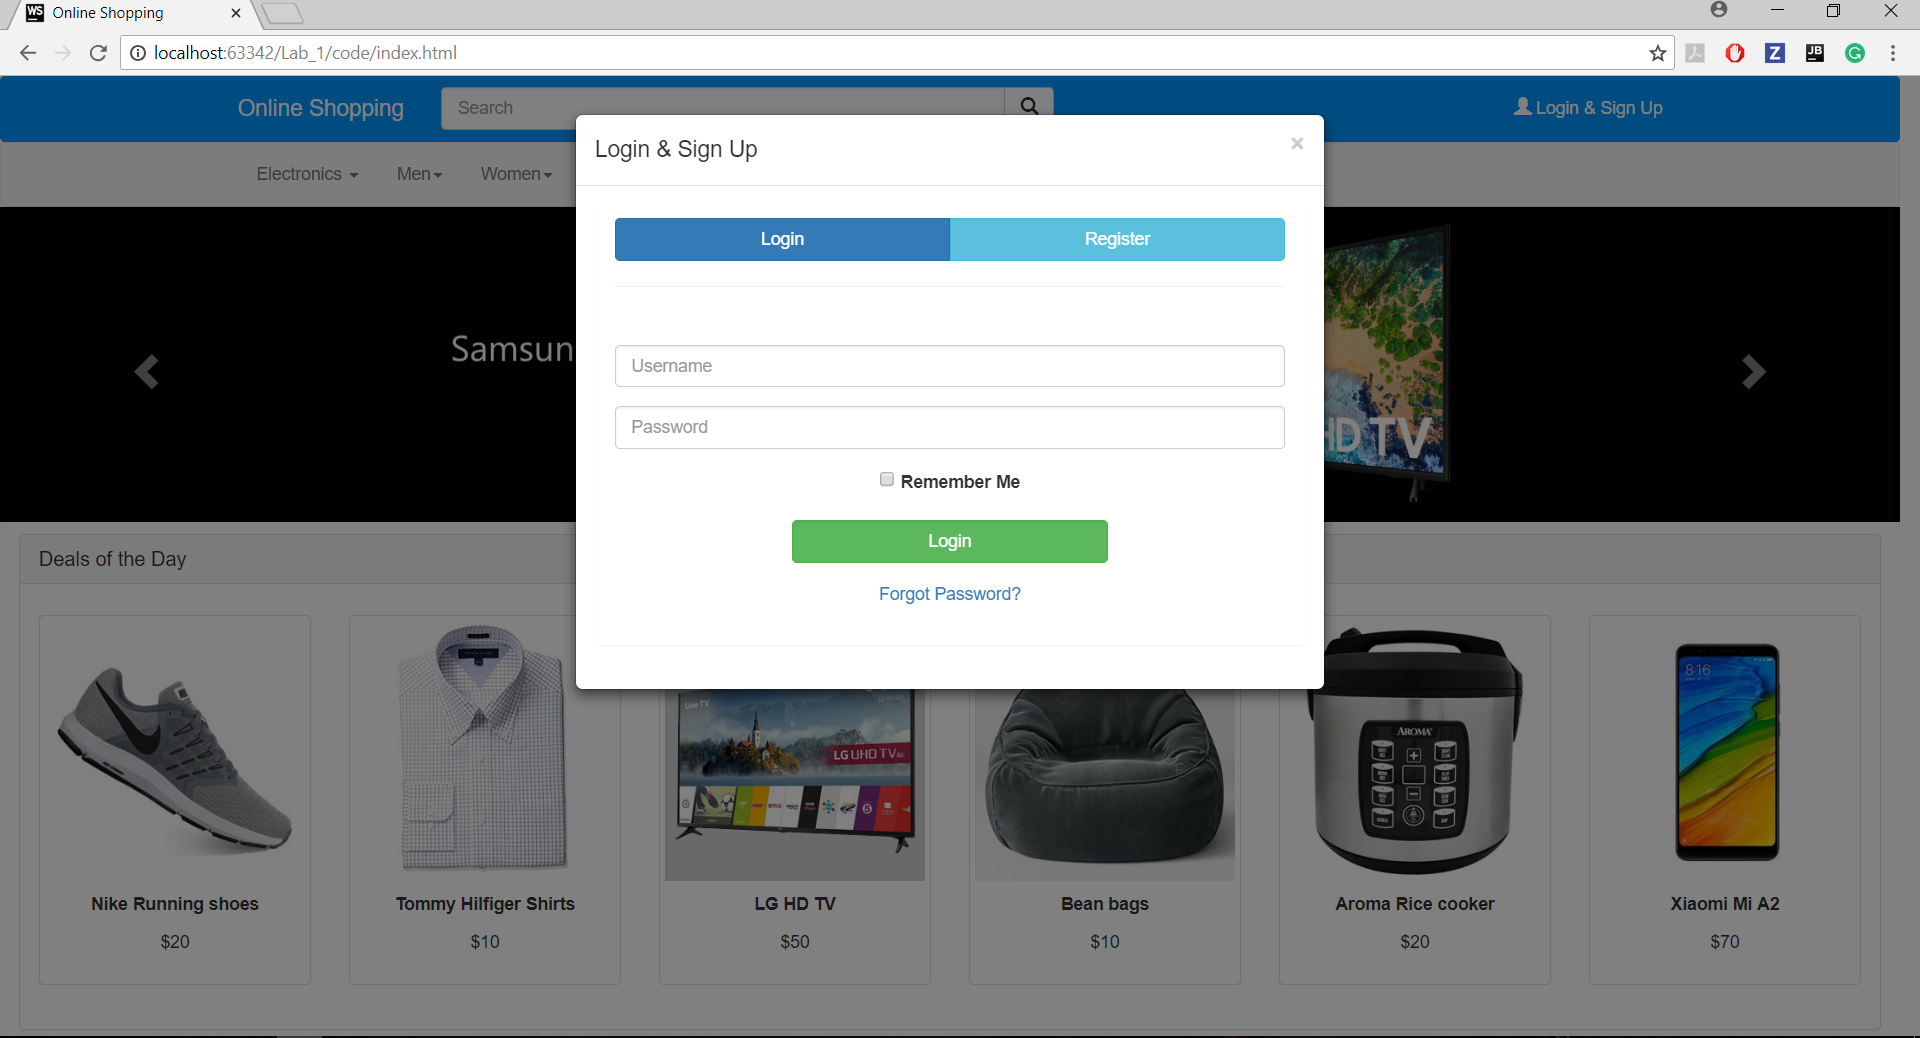 WS Online Shopping
localhost:63342/Lab_1/code/index.html
Z
JB
Online Shopping
Search
Login & Sign Up
Electronics
Men
Women
Login & Sign Up
×
Login
Register
Username
Password
Remember Me
Login
Forgot Password?
Samsun
HD TV
Deals of the Day
Live TV
LG UHD TV 4K
AROMA
8:16
Nike Running shoes
Tommy Hilfiger Shirts
LG HD TV
Bean bags
Aroma Rice cooker
Xiaomi Mi A2
$20
$10
$50
$10
$20
$70